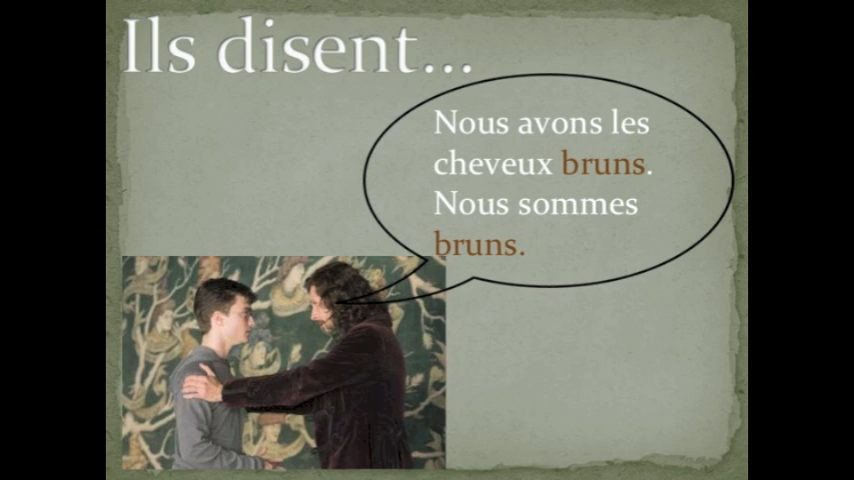 Ils disent...
Nous avons les
cheveux bruns.
Nous sommes
bruns.